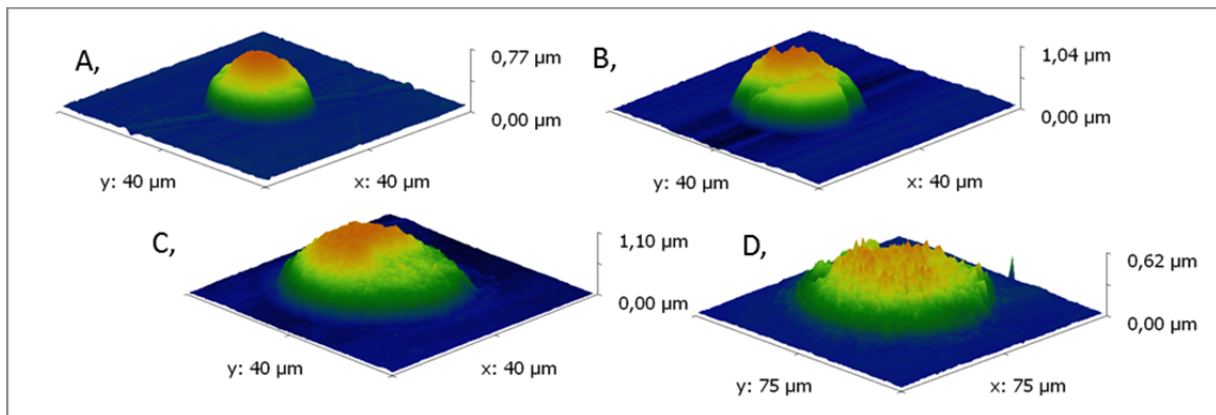 A,
0,77 µm
0,00 µm
y: 40 µm
x: 40 µm
B,
1,04 µm
0,00 µm
y: 40 µm
x: 40 µm
C,
1,10 µm
0,00 µm
y: 40 µm
x: 40 µm
D,
0,62 µm
0,00 µm
y: 75 µm
x: 75 µm